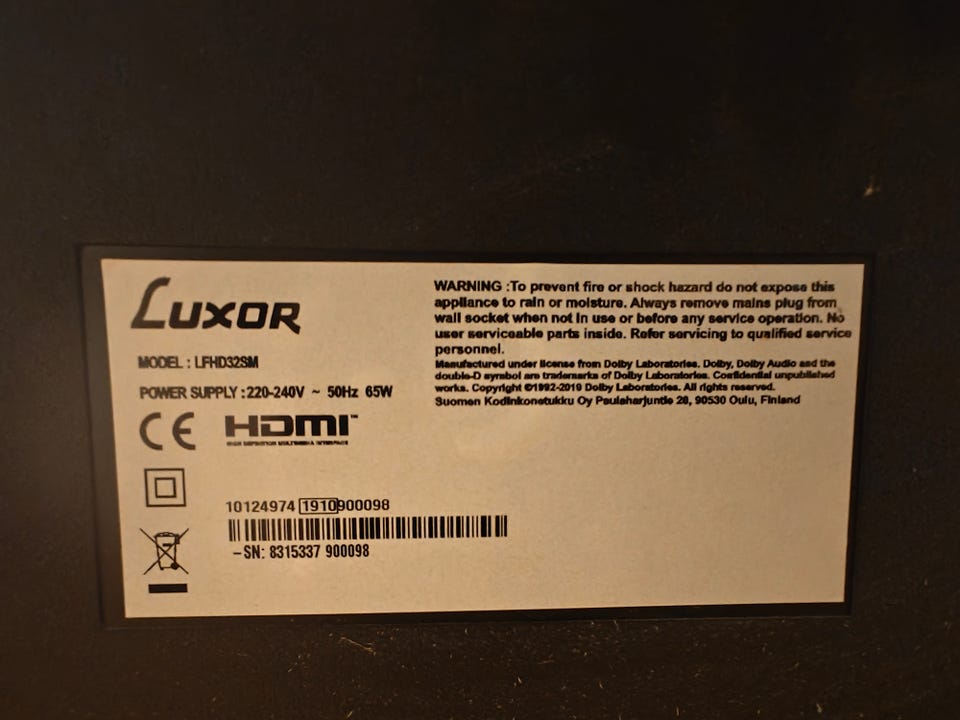 LUXOR
MODEL : LFHD32SM
POWER SUPPLY : 220-240V ~ 50Hz 65W
CE HDMI™
HIGH DEFINITION MULTIMEDIA INTERFACE
10124974 1910900098
-SN: 8315337 900098
WARNING :To prevent fire or shock hazard do not expose this
appliance to rain or moisture. Always remove mains plug from
wall socket when not in use or before any service operation. No
user serviceable parts inside. Refer servicing to qualified service
personnel.
Manufactured under license from Dolby Laboratories. Dolby, Dolby Audio and the
double-D symbol are trademarks of Dolby Laboratories. Confidential unpublished
works. Copyright ©1992-2019 Dolby Laboratories. All rights reserved.
Suomen Kodinkonetukku Oy Paulaharjuntie 28, 90530 Oulu, Finland